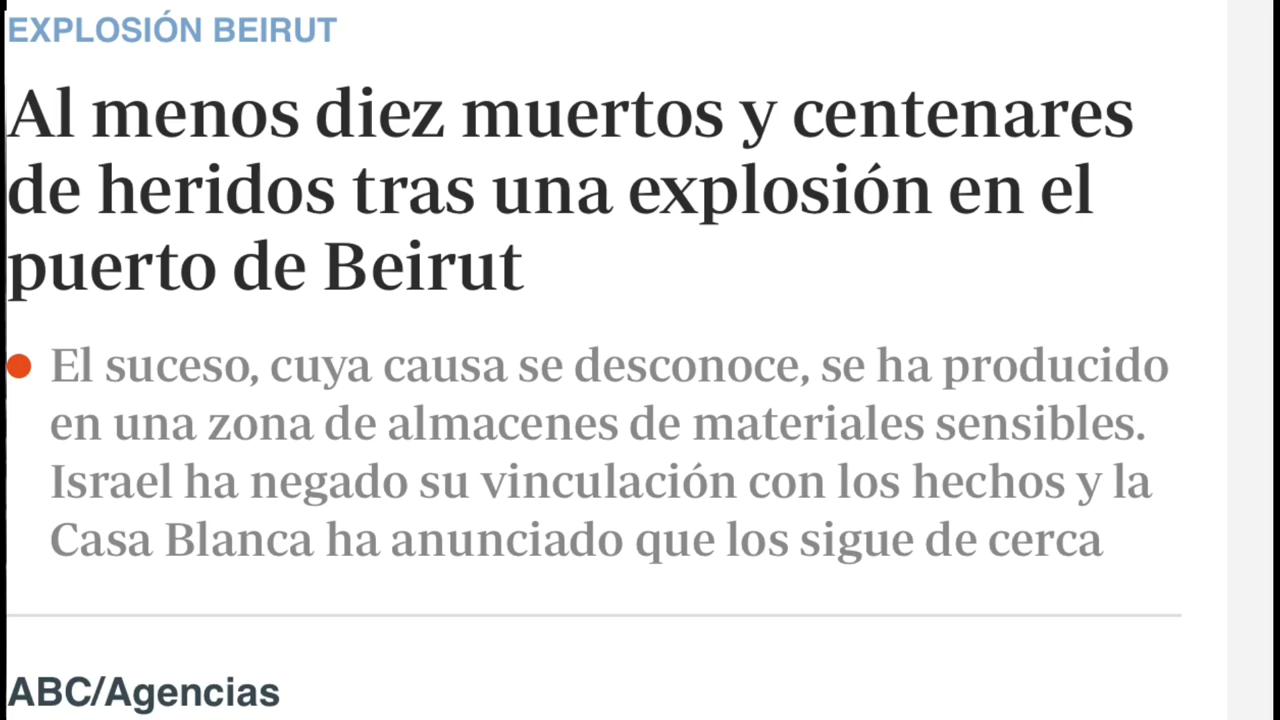 EXPLOSIÓN BEIRUT
Al menos diez muertos y centenares
de heridos tras una explosión en el
puerto de Beirut
El suceso, cuya causa se desconoce, se ha producido
en una zona de almacenes de materiales sensibles.
Israel ha negado su vinculación con los hechos y la
Casa Blanca ha anunciado que los sigue de cerca
ABC/Agencias